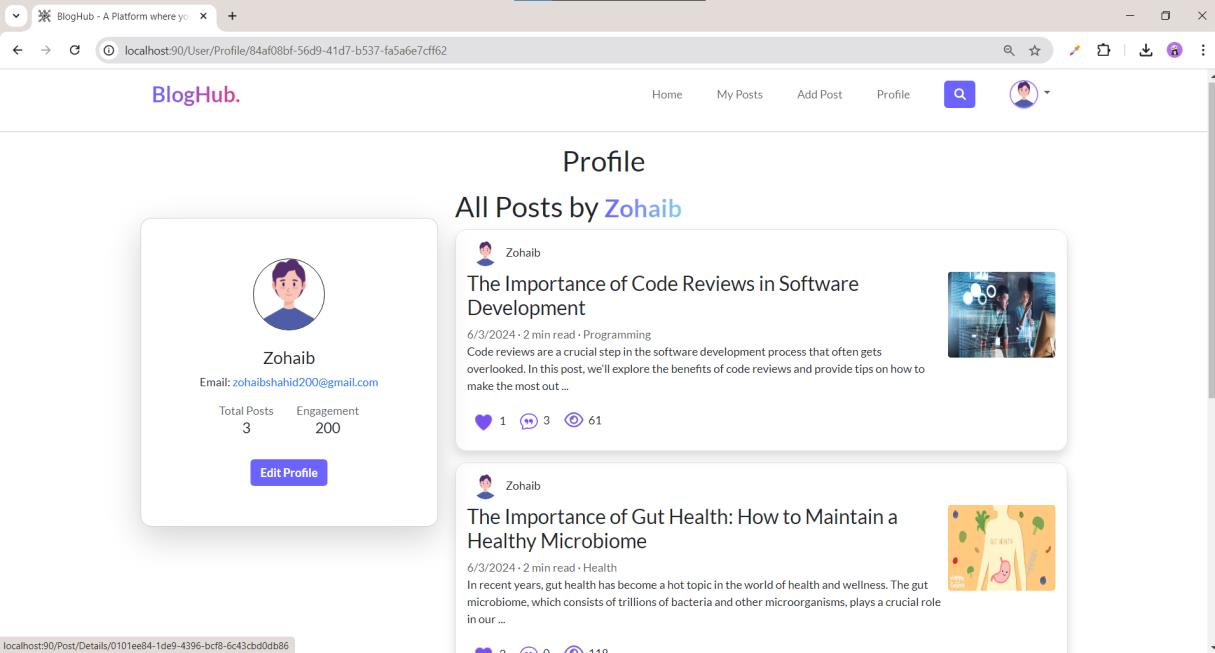 BlogHub - A Platform where yo
localhost:90/User/Profile/84af08bf-56d9-41d7-b537-fa5a6e7cff62
BlogHub.
Home
My Posts
Add Post
Profile
Profile
All Posts by Zohaib
Zohaib
Email: zohaibshahid200@gmail.com
Total Posts
Engagement
3
200
Edit Profile
Zohaib
The Importance of Code Reviews in Software
Development
6/3/2024 · 2 min read · Programming
Code reviews are a crucial step in the software development process that often gets
overlooked. In this post, we'll explore the benefits of code reviews and provide tips on how to
make the most out ...
1
3
61
Zohaib
The Importance of Gut Health: How to Maintain a
Healthy Microbiome
6/3/2024 · 2 min read · Health
GUT HEALTH
In recent years, gut health has become a hot topic in the world of health and wellness. The gut
microbiome, which consists of trillions of bacteria and other microorganisms, plays a crucial role
in our ...
2
0
118
localhost:90/Post/Details/0101ee84-1de9-4396-bcf8-6c43cbd0db86